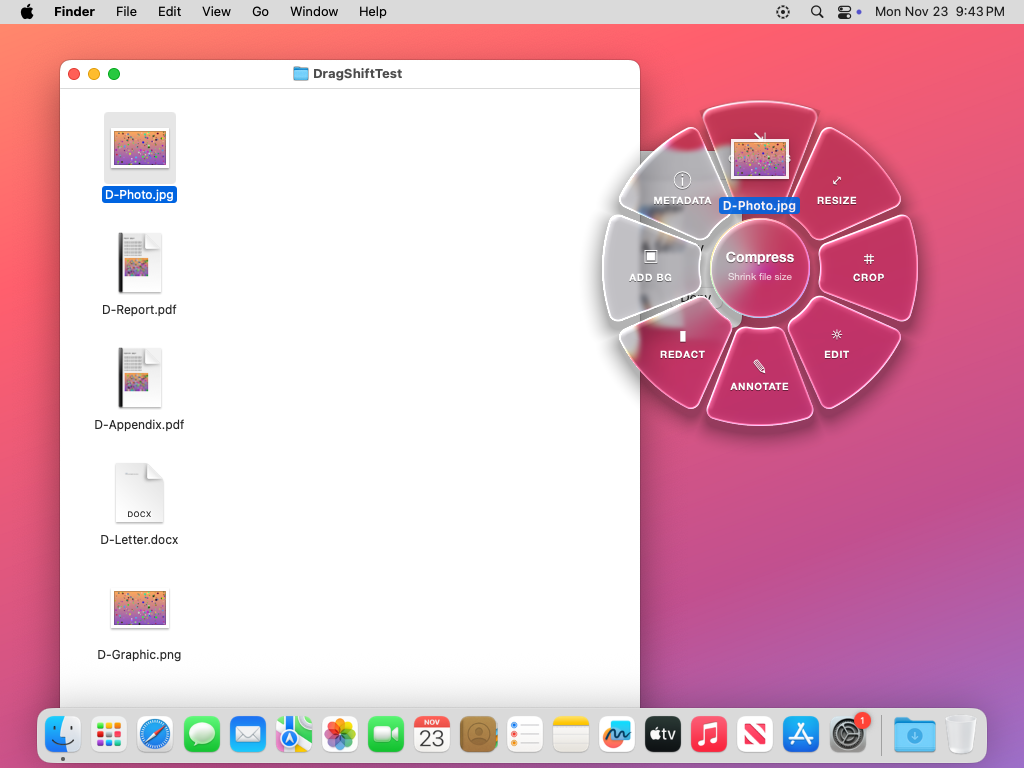 Finder File Edit View Go Window Help Mon Nov 23 9:43 PM
DragShiftTest
D-Photo.jpg
D-Report.pdf
D-Appendix.pdf
DOCX
D-Letter.docx
D-Graphic.png
D-Photo.jpg
METADATA
RESIZE
ADD BG
Compress
Shrink file size
CROP
REDACT
EDIT
ANNOTATE
NOV
23
tv
1